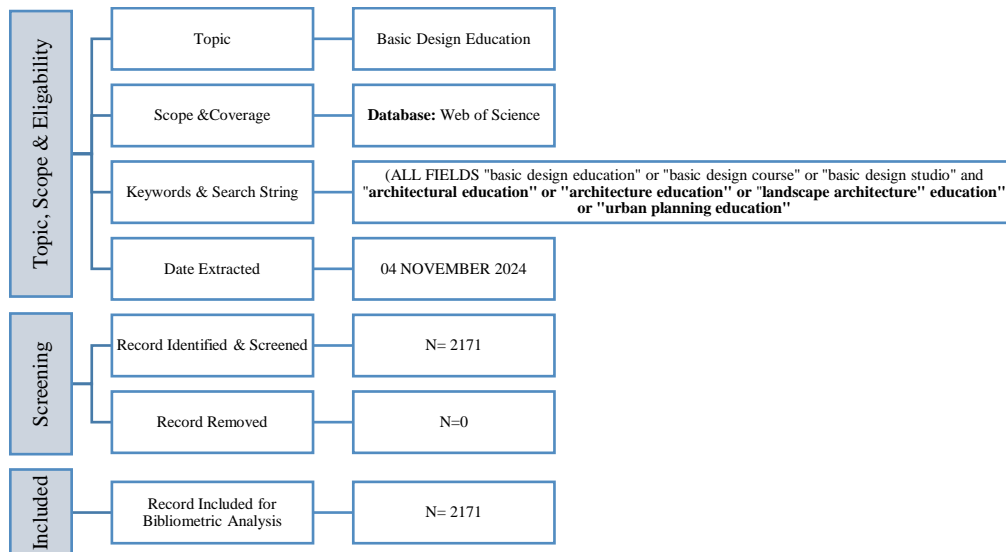 Topic, Scope & Eligability
Topic
Basic Design Education
Scope &Coverage
Database: Web of Science
Keywords & Search String
(ALL FIELDS "basic design education" or "basic design course" or "basic design studio" and
"architectural education" or "architecture education" or "landscape architecture" education"
or "urban planning education"
Date Extracted
04 NOVEMBER 2024
Screening
Record Identified & Screened
N= 2171
Record Removed
N=0
Included
Record Included for
Bibliometric Analysis
N= 2171